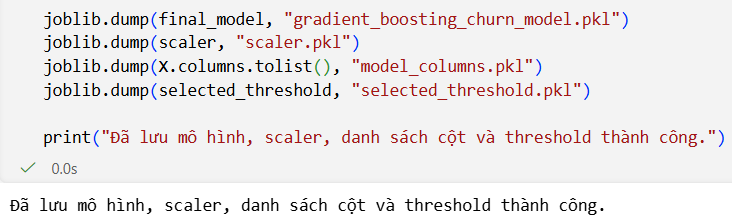 joblib.dump(final_model, "gradient_boosting_churn_model.pkl")
joblib.dump(scaler, "scaler.pkl")
joblib.dump(X.columns.tolist(), "model_columns.pkl")
joblib.dump(selected_threshold, "selected_threshold.pkl")
print("Đã lưu mô hình, scaler, danh sách cột và threshold thành công.")
0.0s
Đã lưu mô hình, scaler, danh sách cột và threshold thành công.